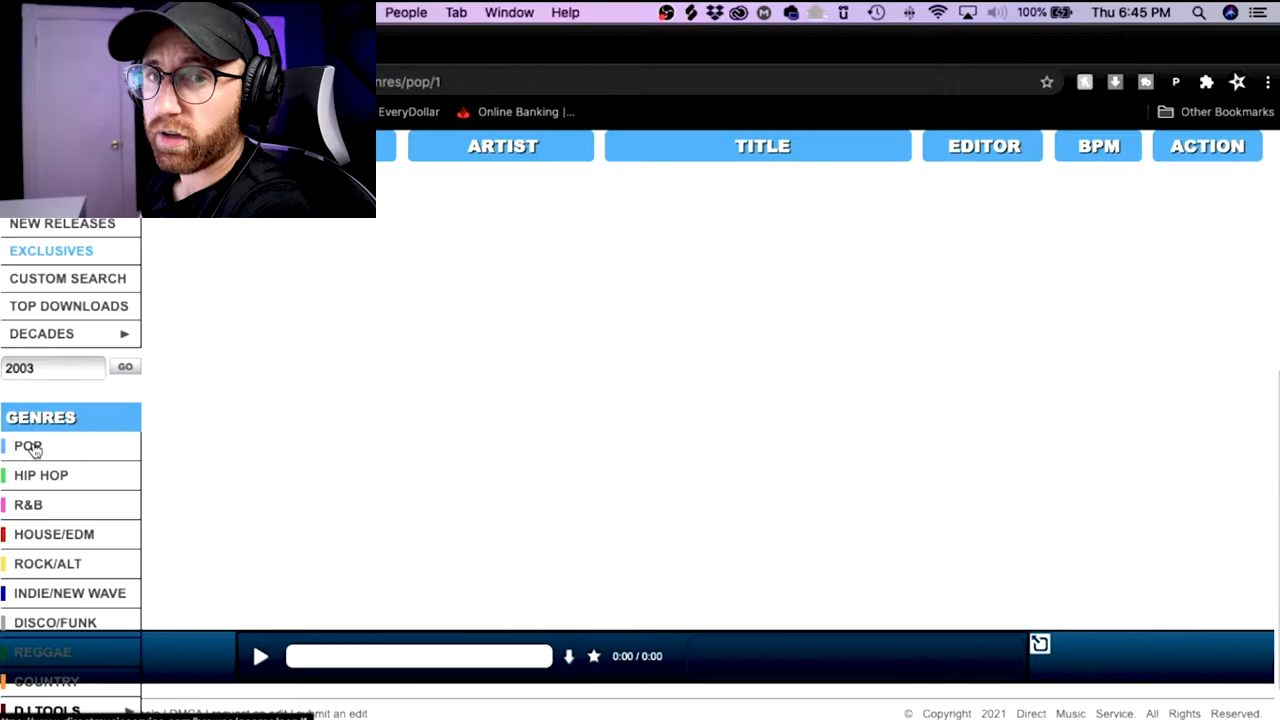 People Tab Window Help 100% Thu 6:45 PM
nres/pop/1
EveryDollar Online Banking |... Other Bookmarks
ARTIST TITLE EDITOR BPM ACTION
NEW RELEASES
EXCLUSIVES
CUSTOM SEARCH
TOP DOWNLOADS
DECADES
2003 GO
GENRES
POP
HIP HOP
R&B
HOUSE/EDM
ROCK/ALT
INDIE/NEW WAVE
DISCO/FUNK
REGGAE
0:00 / 0:00
COUNTRY
DJ TOOLS
| DMCA | request an edit | submit an edit
© Copyright 2021 Direct Music Service. All Rights Reserved.